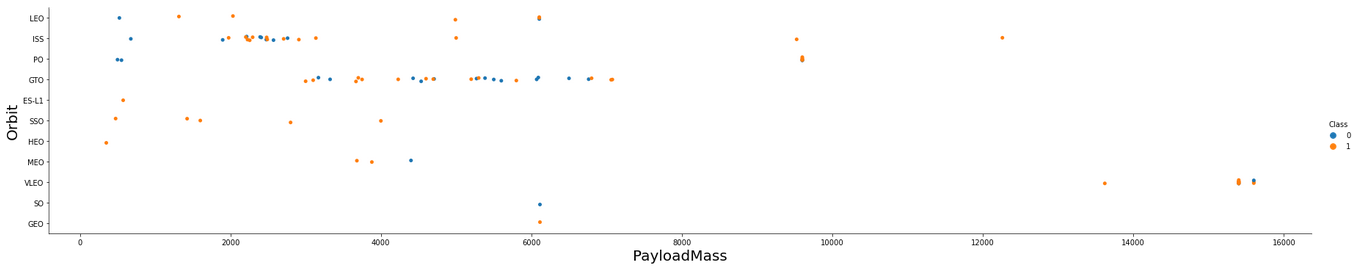 LEO
ISS
PO
GTO
ES-L1
SSO
HEO
MEO
VLEO
SO
GEO
Orbit
0 2000 4000 6000 8000 10000 12000 14000 16000
PayloadMass
Class
0
1